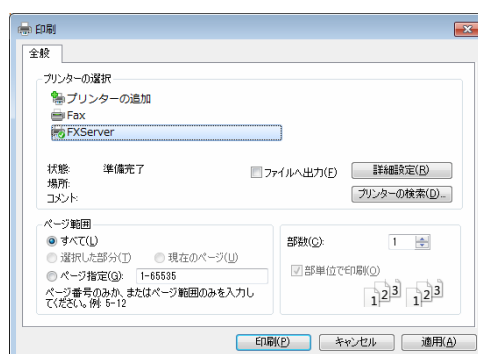 印刷
全般
プリンターの選択
プリンターの追加
Fax
FXServer
状態: 準備完了
場所:
コメント:
ファイルへ出力(F)
詳細設定(R)
プリンターの検索(D)...
ページ範囲
すべて(L)
選択した部分(T) 現在のページ(U)
ページ指定(G): 1-65535
ページ番号のみか、またはページ範囲のみを入力し
てください。例: 5-12
部数(C): 1
部単位で印刷(O)
1 2 3 1 2 3
印刷(P) キャンセル 適用(A)